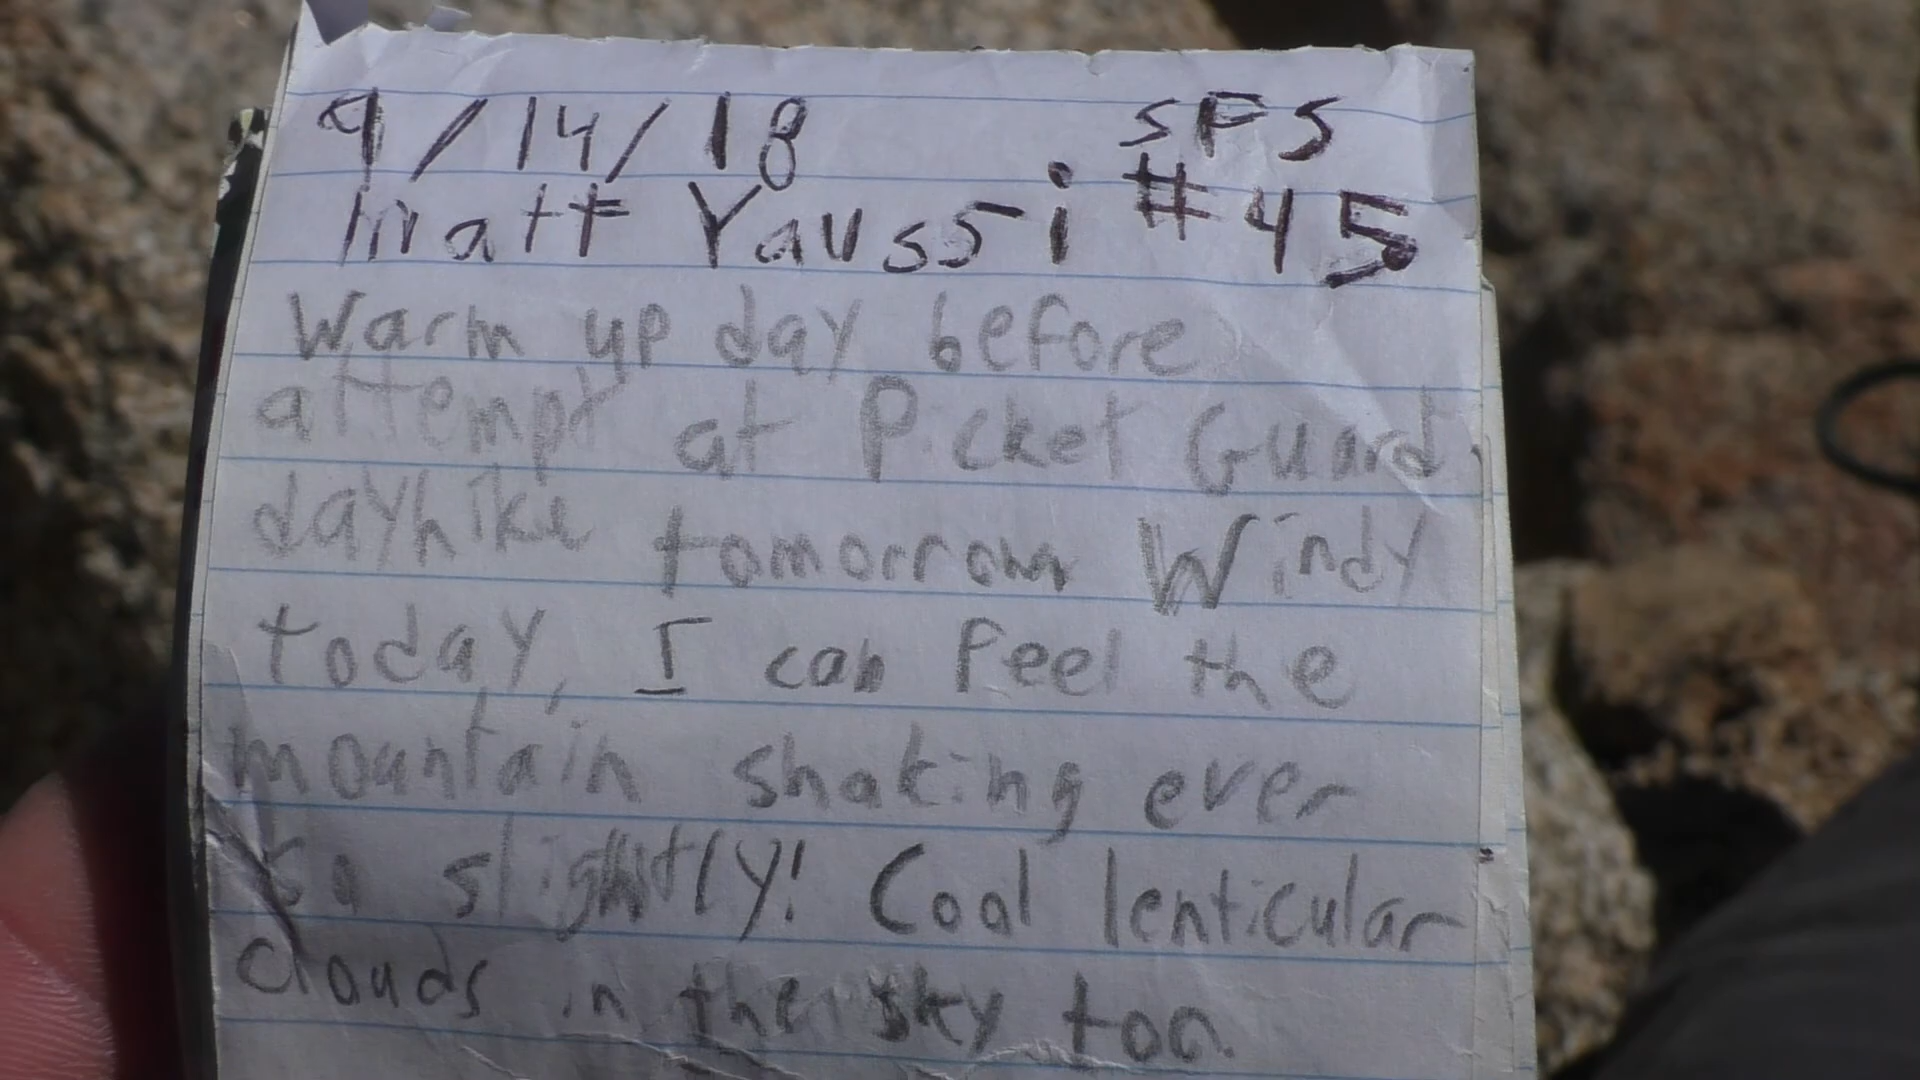 9/14/18 SFS
Matt Yaussi #45
Warm up day before
attempt at Picket Guard
dayhike tomorrow Windy
today, I can feel the
mountain shaking ever
so slightly! Cool lenticular
clouds in the sky too.